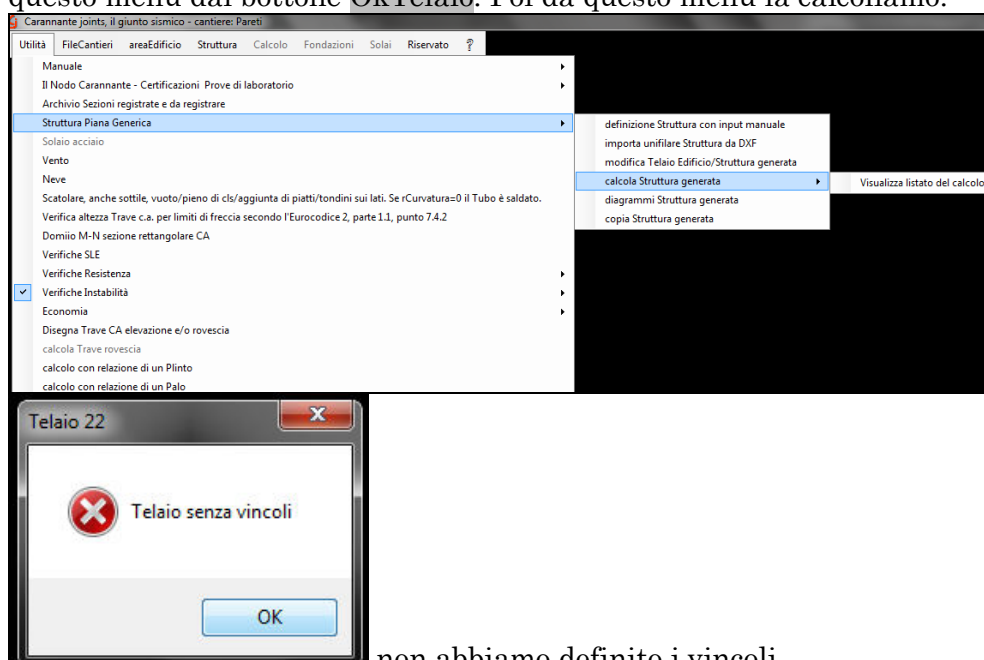 questo menù dal bottone OkTelaio. Poi da questo menù la calcoliamo.
Carannante joints, il giunto sismico - cantiere: Pareti
Utilità FileCantieri areaEdificio Struttura Calcolo Fondazioni Solai Riservato ?
Manuale
Il Nodo Carannante - Certificazioni Prove di laboratorio
Archivio Sezioni registrate e da registrare
Struttura Piana Generica
Solaio acciaio
Vento
Neve
Scatolare, anche sottile, vuoto/pieno di cls/aggiunta di piatti/tondini sui lati. Se rCurvatura=0 il Tubo è saldato.
Verifica altezza Trave c.a. per limiti di freccia secondo l'Eurocodice 2, parte 1.1, punto 7.4.2
Domiio M-N sezione rettangolare CA
Verifiche SLE
Verifiche Resistenza
Verifiche Instabilità
Economia
Disegna Trave CA elevazione e/o rovescia
calcola Trave rovescia
calcolo con relazione di un Plinto
calcolo con relazione di un Palo
definizione Struttura con input manuale
importa unifilare Struttura da DXF
modifica Telaio Edificio/Struttura generata
calcola Struttura generata
diagrammi Struttura generata
copia Struttura generata
Visualizza listato del calcolo
Telaio 22
Telaio senza vincoli
OK
non abbiamo definito i vincoli